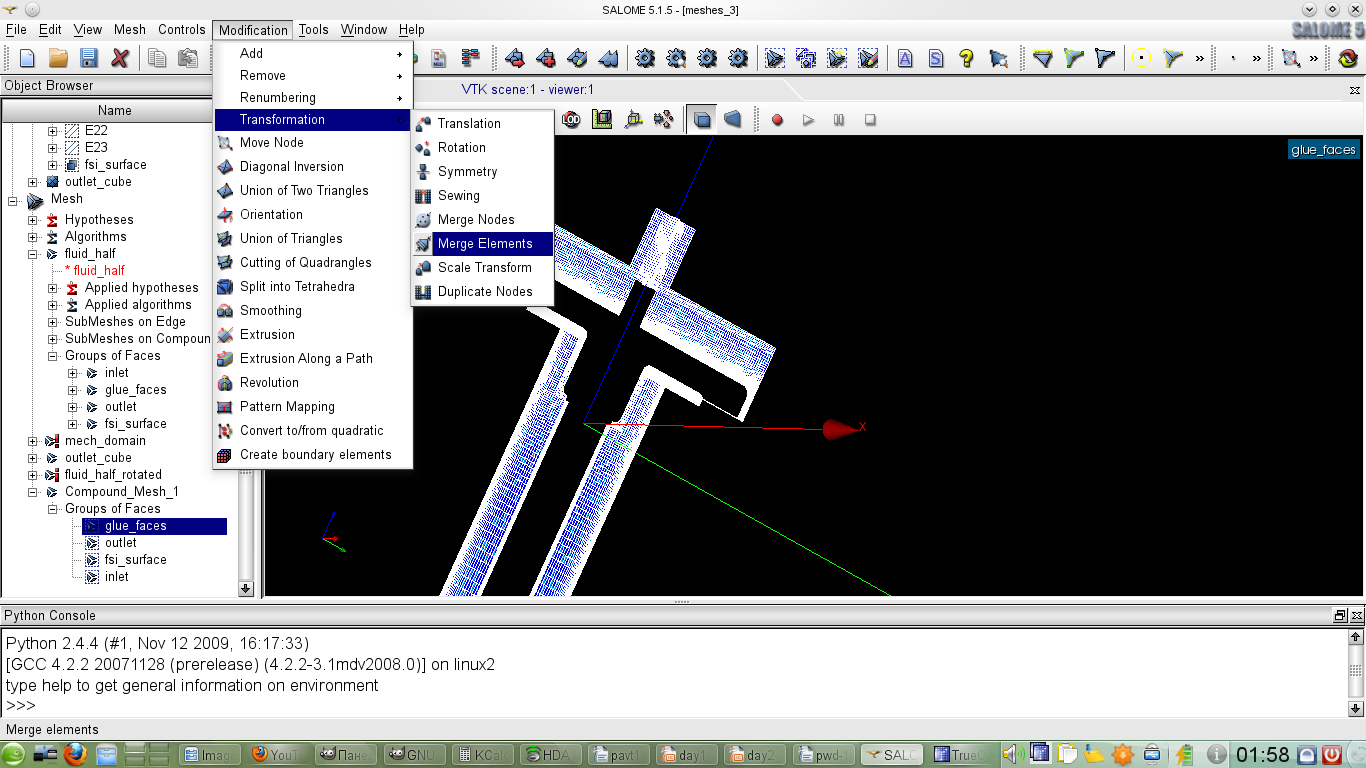 SALOME 5.1.5 - [meshes_3]
File Edit View Mesh Controls Modification Tools Window Help
SALOME 5
Object Browser
Name
E22
E23
fsi_surface
outlet_cube
Mesh
Hypotheses
Algorithms
fluid_half
* fluid_half
Applied hypotheses
Applied algorithms
SubMeshes on Edge
SubMeshes on Compoun
Groups of Faces
inlet
glue_faces
outlet
fsi_surface
mech_domain
outlet_cube
fluid_half_rotated
Compound_Mesh_1
Groups of Faces
glue_faces
outlet
fsi_surface
inlet
Add
Remove
Renumbering
Transformation
Move Node
Diagonal Inversion
Union of Two Triangles
Orientation
Union of Triangles
Cutting of Quadrangles
Split into Tetrahedra
Smoothing
Extrusion
Extrusion Along a Path
Revolution
Pattern Mapping
Convert to/from quadratic
Create boundary elements
Translation
Rotation
Symmetry
Sewing
Merge Nodes
Merge Elements
Scale Transform
Duplicate Nodes
VTK scene:1 - viewer:1
LOD
glue_faces
X
Python Console
Python 2.4.4 (#1, Nov 12 2009, 16:17:33)
[GCC 4.2.2 20071128 (prerelease) (4.2.2-3.1mdv2008.0)] on linux2
type help to get general information on environment
>>>
Merge elements
Imag YouT Пане GNU KCal HDA pavt1 day1 day2 pwd-1 SALO TrueC 01:58